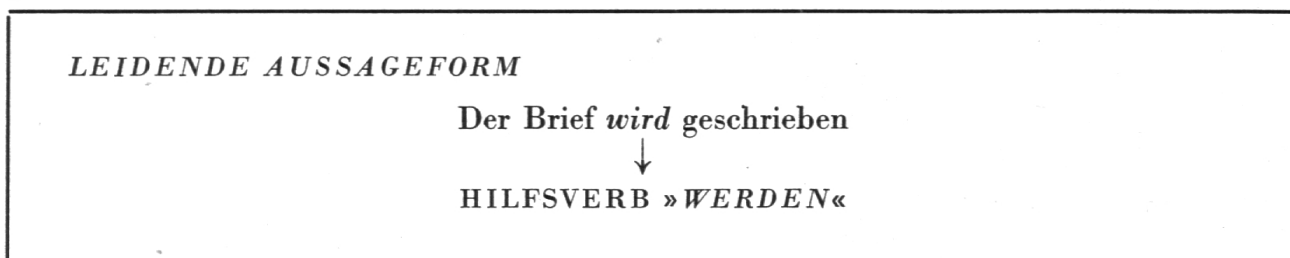 LEIDENDE AUSSAGEFORM
Der Brief wird geschrieben
↓
HILFSVERB »WERDEN«